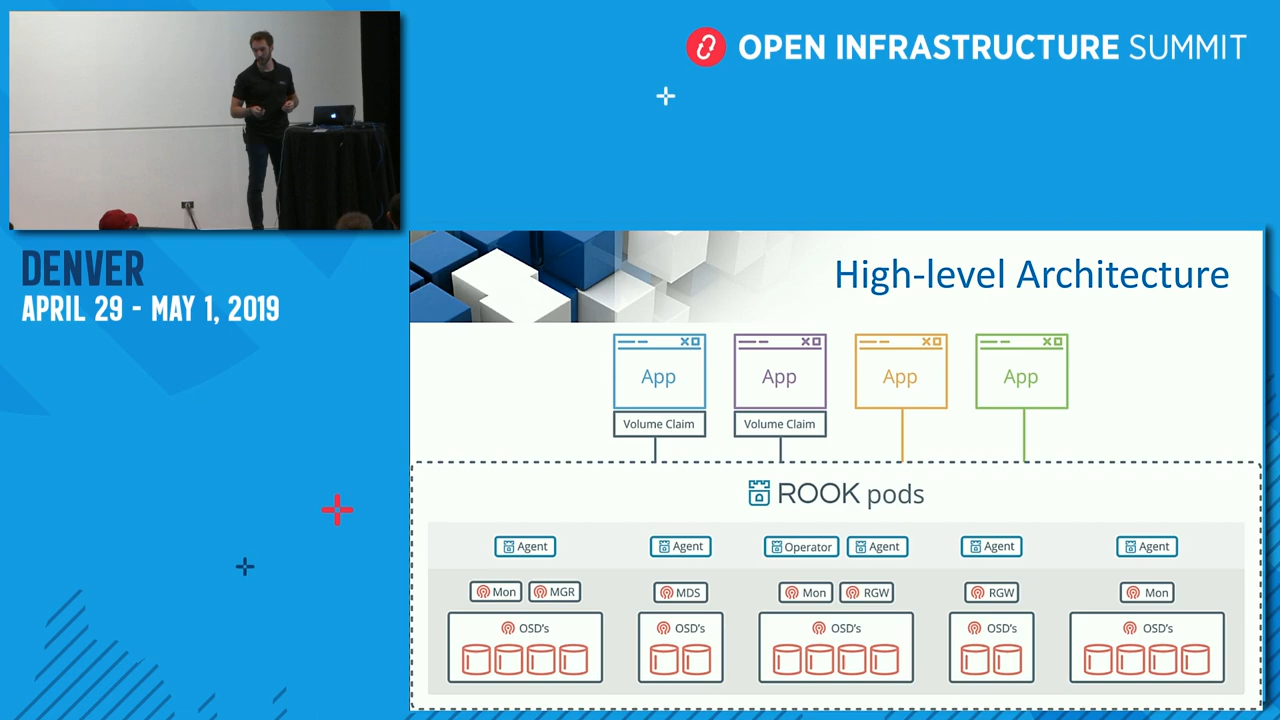 OPEN INFRASTRUCTURE SUMMIT
DENVER
APRIL 29 - MAY 1, 2019
High-level Architecture
App App App App
Volume Claim Volume Claim
ROOK pods
Agent Agent Operator Agent Agent Agent
Mon MGR MDS Mon RGW RGW Mon
OSD's OSD's OSD's OSD's OSD's